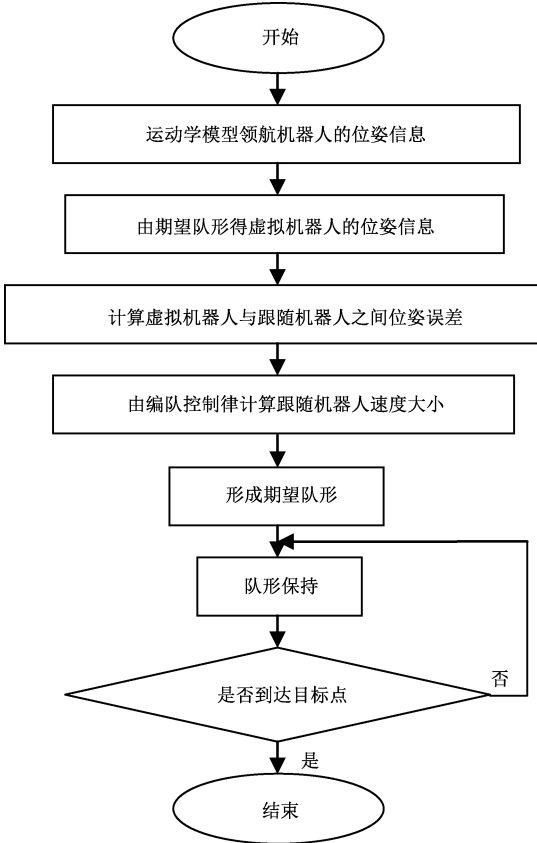 开始
运动学模型领航机器人的位姿信息
由期望队形得虚拟机器人的位姿信息
计算虚拟机器人与跟随机器人之间位姿误差
由编队控制律计算跟随机器人速度大小
形成期望队形
队形保持
是否到达目标点
否
是
结束